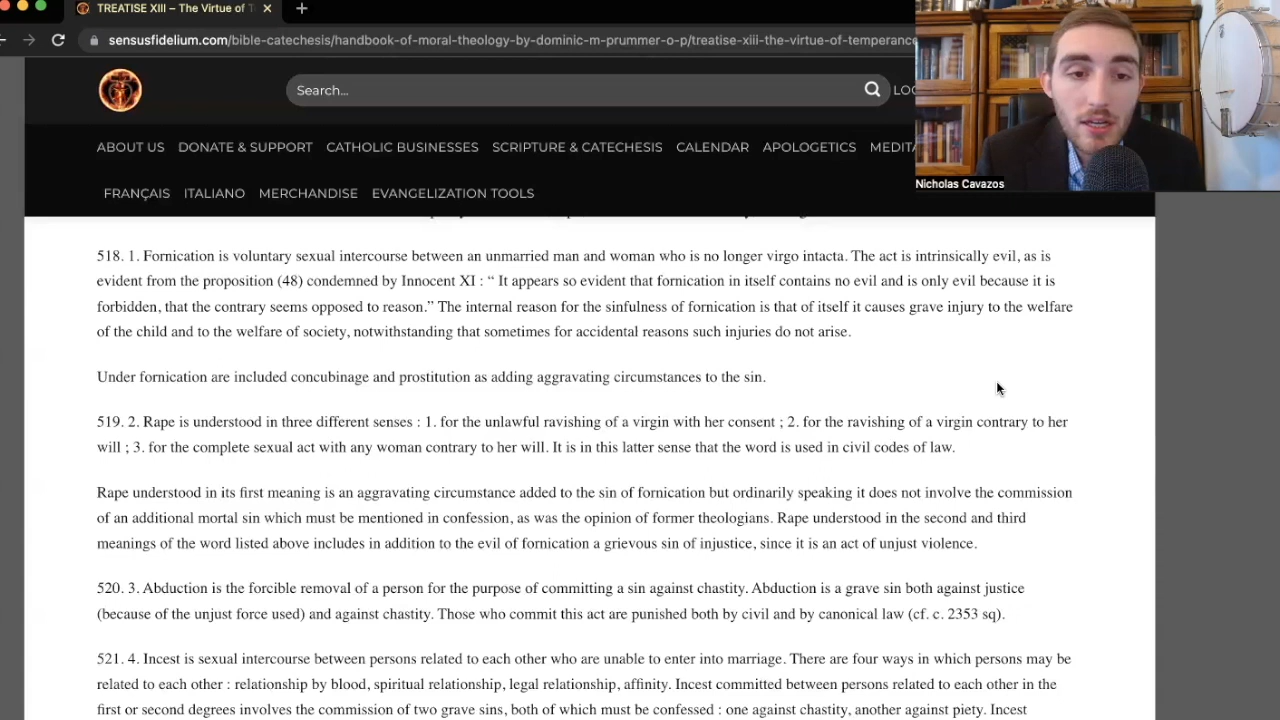 TREATISE XIII – The Virtue of T
sensusfidelium.com/bible-catechesis/handbook-of-moral-theology-by-dominic-m-prummer-o-p/treatise-xiii-the-virtue-of-temperance
Search...
LOG
ABOUT US DONATE & SUPPORT CATHOLIC BUSINESSES SCRIPTURE & CATECHESIS CALENDAR APOLOGETICS MEDITA
FRANÇAIS ITALIANO MERCHANDISE EVANGELIZATION TOOLS
Nicholas Cavazos
518. 1. Fornication is voluntary sexual intercourse between an unmarried man and woman who is no longer virgo intacta. The act is intrinsically evil, as is
evident from the proposition (48) condemned by Innocent XI : “ It appears so evident that fornication in itself contains no evil and is only evil because it is
forbidden, that the contrary seems opposed to reason.” The internal reason for the sinfulness of fornication is that of itself it causes grave injury to the welfare
of the child and to the welfare of society, notwithstanding that sometimes for accidental reasons such injuries do not arise.
Under fornication are included concubinage and prostitution as adding aggravating circumstances to the sin.
519. 2. Rape is understood in three different senses : 1. for the unlawful ravishing of a virgin with her consent ; 2. for the ravishing of a virgin contrary to her
will ; 3. for the complete sexual act with any woman contrary to her will. It is in this latter sense that the word is used in civil codes of law.
Rape understood in its first meaning is an aggravating circumstance added to the sin of fornication but ordinarily speaking it does not involve the commission
of an additional mortal sin which must be mentioned in confession, as was the opinion of former theologians. Rape understood in the second and third
meanings of the word listed above includes in addition to the evil of fornication a grievous sin of injustice, since it is an act of unjust violence.
520. 3. Abduction is the forcible removal of a person for the purpose of committing a sin against chastity. Abduction is a grave sin both against justice
(because of the unjust force used) and against chastity. Those who commit this act are punished both by civil and by canonical law (cf. c. 2353 sq).
521. 4. Incest is sexual intercourse between persons related to each other who are unable to enter into marriage. There are four ways in which persons may be
related to each other : relationship by blood, spiritual relationship, legal relationship, affinity. Incest committed between persons related to each other in the
first or second degrees involves the commission of two grave sins, both of which must be confessed : one against chastity, another against piety. Incest